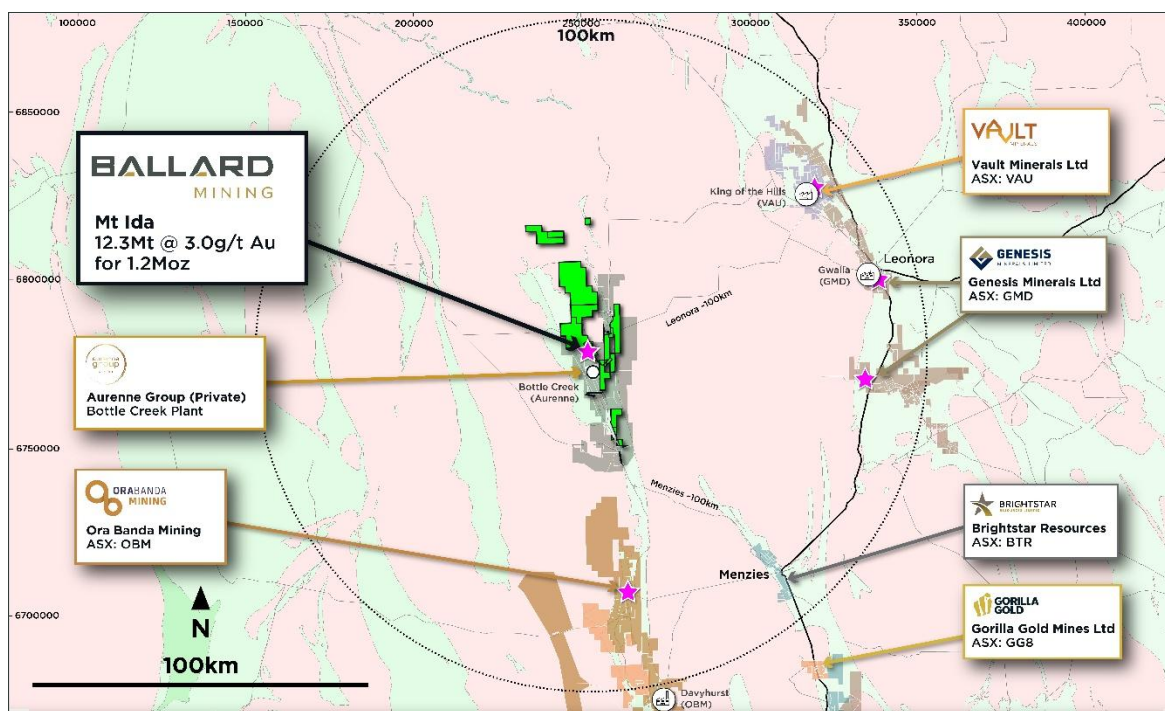 100000
150000
200000
250000
300000
350000
400000
100km
6850000
6800000
6750000
6700000
BALLARD
MINING
Mt Ida
12.3Mt @ 3.0g/t Au
for 1.2Moz
Aurenne Group (Private)
Bottle Creek Plant
ORABANDA
MINING
Ora Banda Mining
ASX: OBM
N
100km
King of the Hills
(VAU)
Leonora
Gwalia
(GMD)
Leonora ~100km
Bottle Creek
(Aurenne)
Menzies ~100km
Menzies
Davyhurst
(OBM)
VAULT
MINERALS
Vault Minerals Ltd
ASX: VAU
GENESIS
MINERALS LIMITED
Genesis Minerals Ltd
ASX: GMD
BRIGHTSTAR
Brightstar Resources
ASX: BTR
GORILLA
GOLD
Gorilla Gold Mines Ltd
ASX: GG8